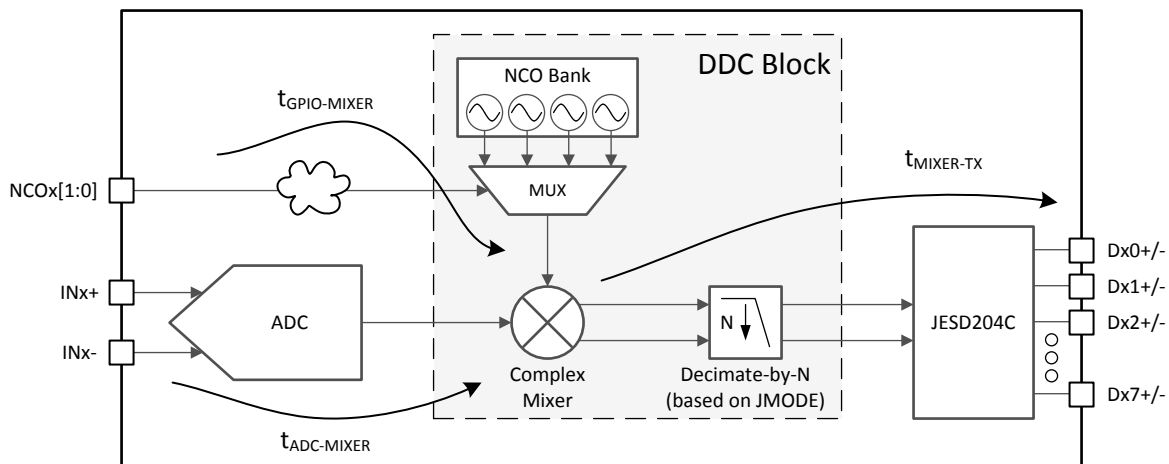 NCO Bank
DDC Block
tGPIO-MIXER
tMIXER-TX
NCOx[1:0]
MUX
Dx0+/-
INx+
Dx1+/-
ADC
N
JESD204C
Dx2+/-
INx-
Complex
Mixer
Decimate-by-N
(based on JMODE)
Dx7+/-
tADC-MIXER